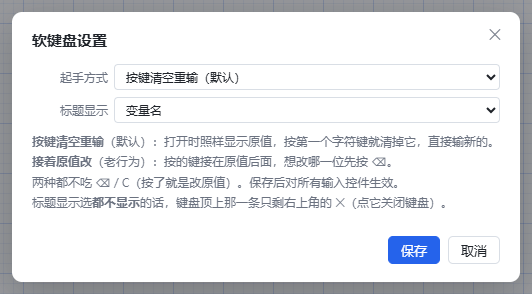 软键盘设置
起手方式 按键清空重输（默认）
标题显示 变量名
按键清空重输（默认）：打开时照样显示原值，按第一个字符键就清掉它，直接输新的。
接着原值改（老行为）：按的键接在原值后面，想改哪一位先按 ⌫。
两种都不吃 ⌫ / C（按了就是改原值）。保存后对所有输入控件生效。
标题显示选都不显示的话，键盘顶上那一条只剩右上角的 ╳（点它关闭键盘）。
保存 取消